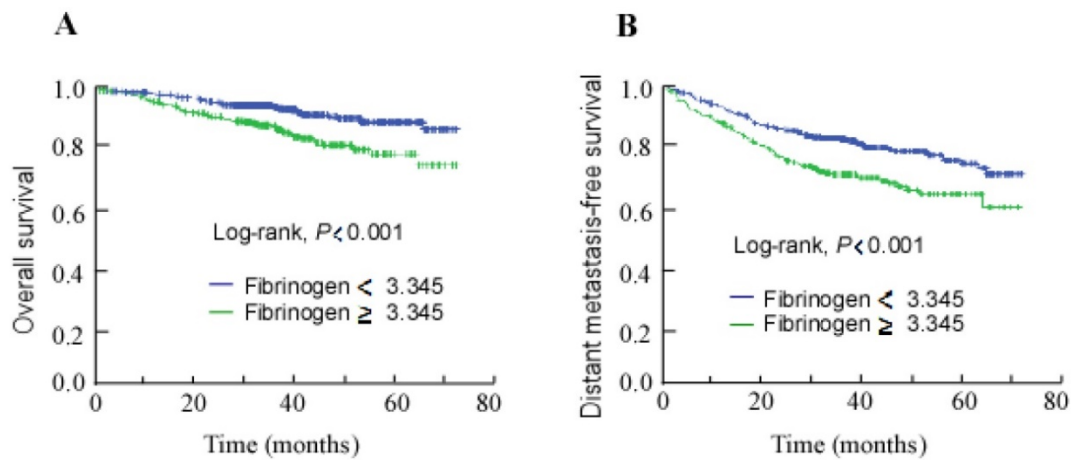 A
Overall survival
1.0
0.8
0.6
0.4
0.2
0.0
Log-rank, P< 0.001
Fibrinogen < 3.345
Fibrinogen ≥ 3.345
0 20 40 60 80
Time (months)
B
Distant metastasis-free survival
1.0
0.8
0.6
0.4
0.2
0.0
Log-rank, P< 0.001
Fibrinogen < 3.345
Fibrinogen ≥ 3.345
0 20 40 60 80
Time (months)